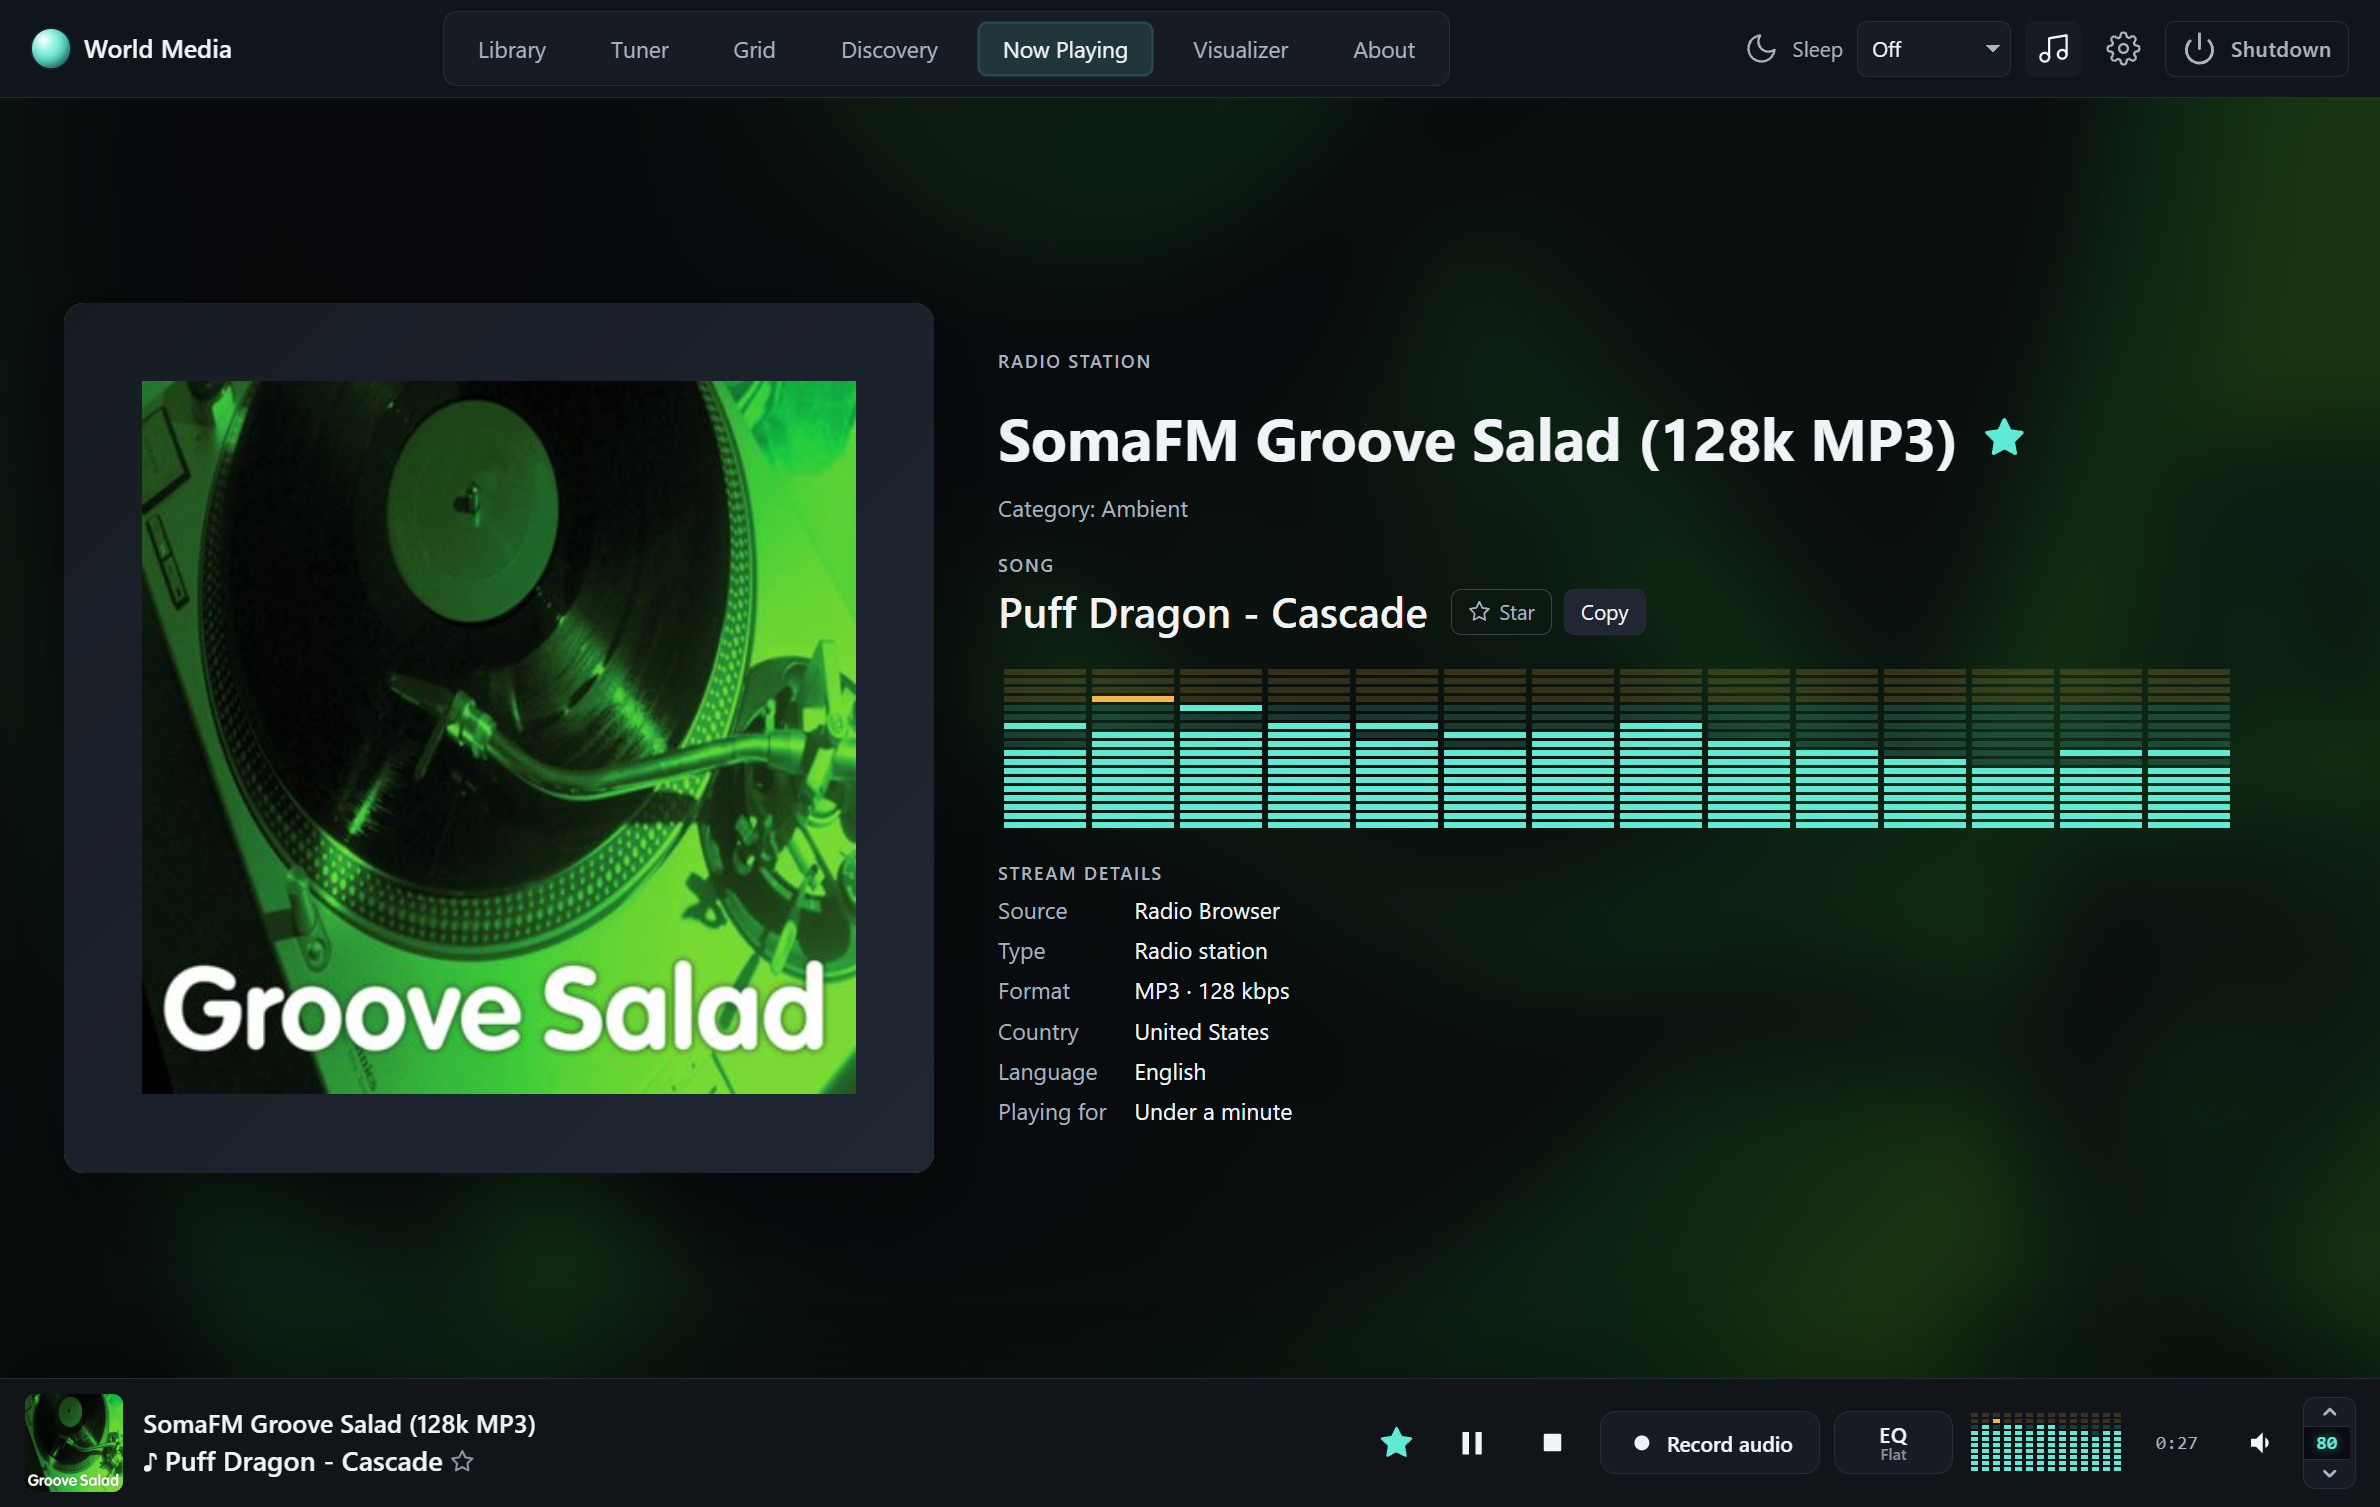 World Media
Library
Tuner
Grid
Discovery
Now Playing
Visualizer
About
Sleep
Off
Shutdown
RADIO STATION
SomaFM Groove Salad (128k MP3)
Category: Ambient
SONG
Puff Dragon - Cascade
Star
Copy
Groove Salad
STREAM DETAILS
Source Radio Browser
Type Radio station
Format MP3 · 128 kbps
Country United States
Language English
Playing for Under a minute
Groove Salad
SomaFM Groove Salad (128k MP3)
Puff Dragon - Cascade
Record audio
EQ
Flat
0:27
80